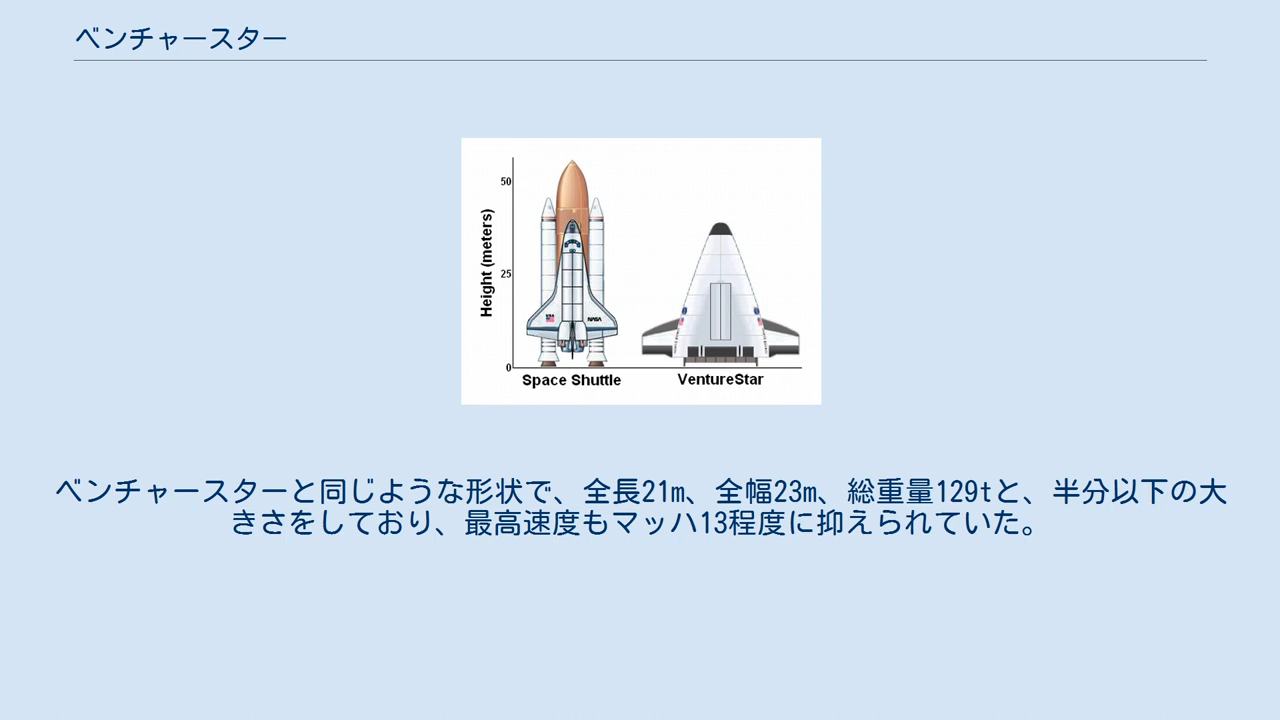 ベンチャースター
50
25
0
Height (meters)
USA
NASA
Space Shuttle
VentureStar
ベンチャースターと同じような形状で、全長21m、全幅23m、総重量129tと、半分以下の大
きさをしており、最高速度もマッハ13程度に抑えられていた。